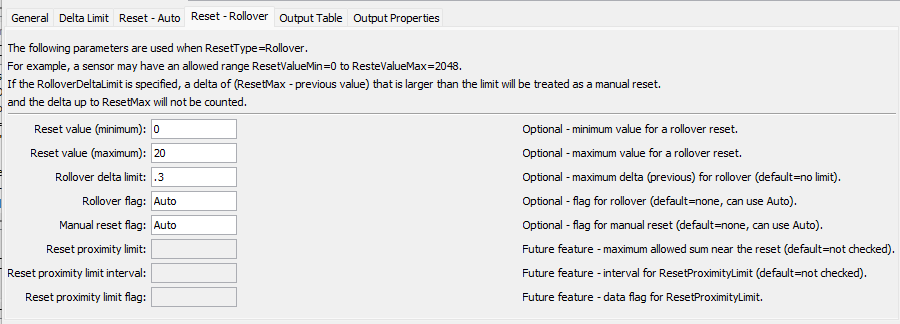 General Delta Limit Reset - Auto Reset - Rollover Output Table Output Properties
The following parameters are used when ResetType=Rollover.
For example, a sensor may have an allowed range ResetValueMin=0 to ResteValueMax=2048.
If the RolloverDeltaLimit is specified, a delta of (ResetMax - previous value) that is larger than the limit will be treated as a manual reset.
and the delta up to ResetMax will not be counted.
Reset value (minimum): 0 Optional - minimum value for a rollover reset.
Reset value (maximum): 20 Optional - maximum value for a rollover reset.
Rollover delta limit: .3 Optional - maximum delta (previous) for rollover (default=no limit).
Rollover flag: Auto Optional - flag for rollover (default=none, can use Auto).
Manual reset flag: Auto Optional - flag for manual reset (default=none, can use Auto).
Reset proximity limit: Future feature - maximum allowed sum near the reset (default=not checked).
Reset proximity limit interval: Future feature - interval for ResetProximityLimit (default=not checked).
Reset proximity limit flag: Future feature - data flag for ResetProximityLimit.